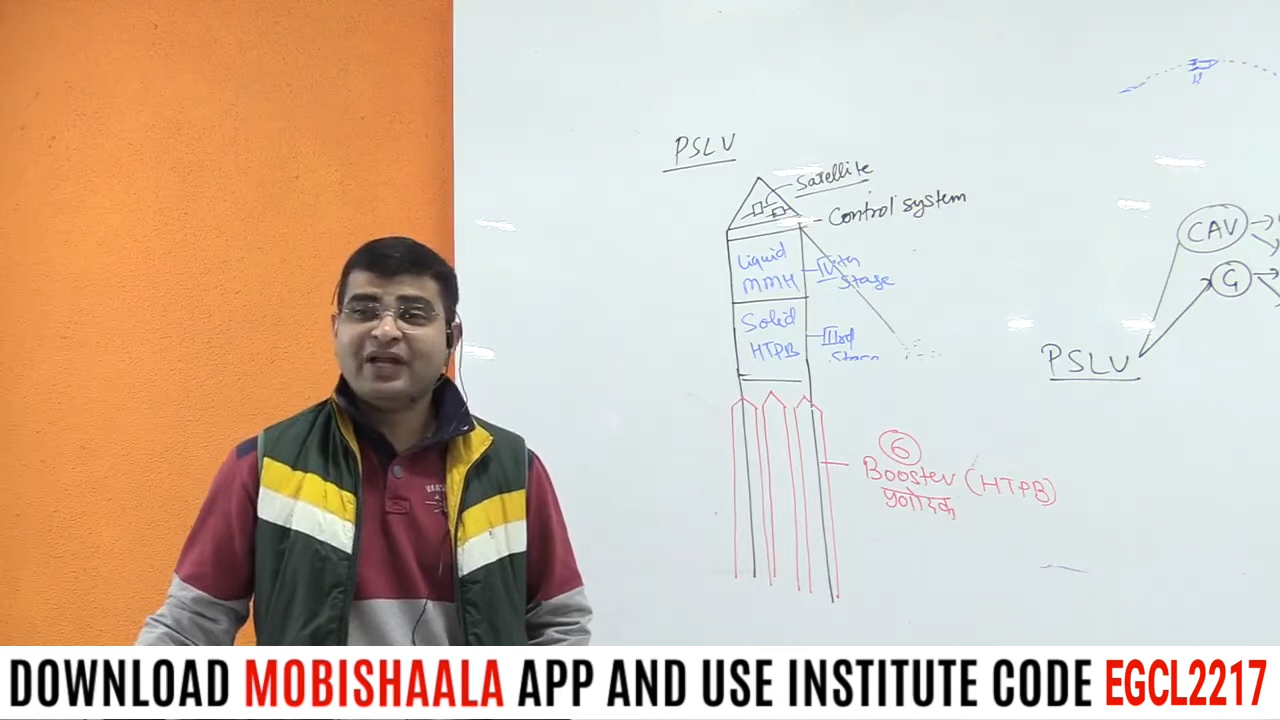 PSLV
Satellite
Control system
Liquid
MMH
IVth
Stage
Solid
HTPB
IIIrd
6
Booster (HTPB)
प्रणोदक
CAV
G
PSLV
DOWNLOAD MOBISHAALA APP AND USE INSTITUTE CODE EGCL2217